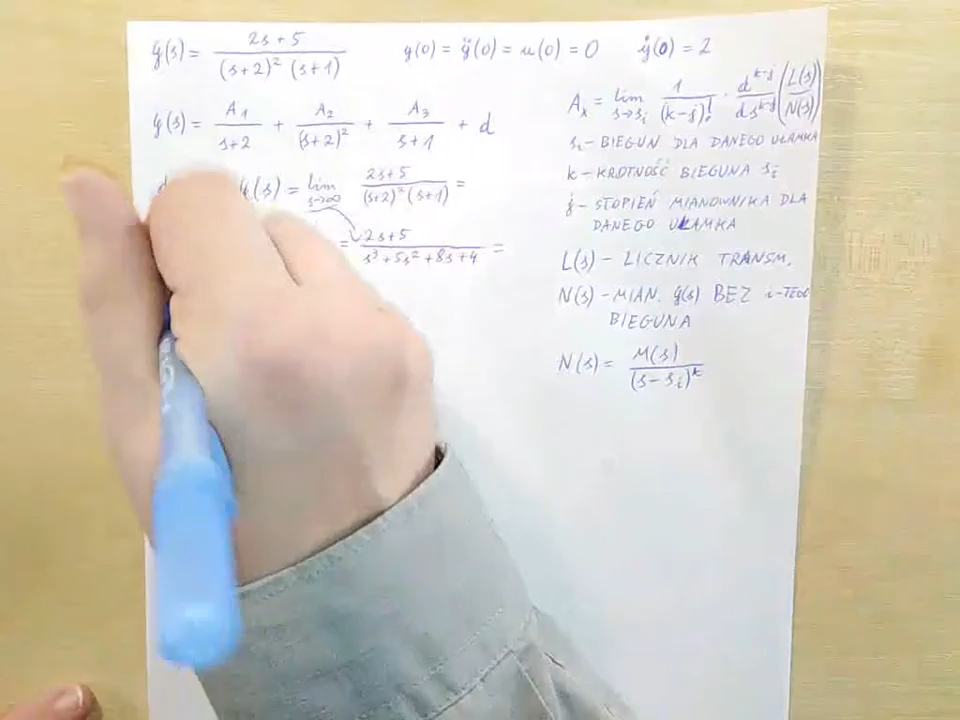 g(s) = (2s+5) / ((s+2)² (s+1))
y(0) = ÿ(0) = u(0) = 0    ẏ(0) = 2
g(s) = A₁/(s+2) + A₂/(s+2)² + A₃/(s+1) + d
g(s) = lim s→∞ (2s+5) / ((s+2)² (s+1)) =
= (2s+5) / (s³+5s²+8s+4) =
Aₓ = lim s→sᵢ 1/(k-j)! · d^(k-j)/ds^(k-j) (L(s)/N(s))
sᵢ - BIEGUN DLA DANEGO UŁAMKA
k - KROTNOŚĆ BIEGUNA sᵢ
j - STOPIEŃ MIANOWNIKA DLA
DANEGO UŁAMKA
L(s) - LICZNIK TRANSM.
N(s) - MIAN. g(s) BEZ i-TEGO
BIEGUNA
N(s) = M(s) / (s-sᵢ)ᵏ